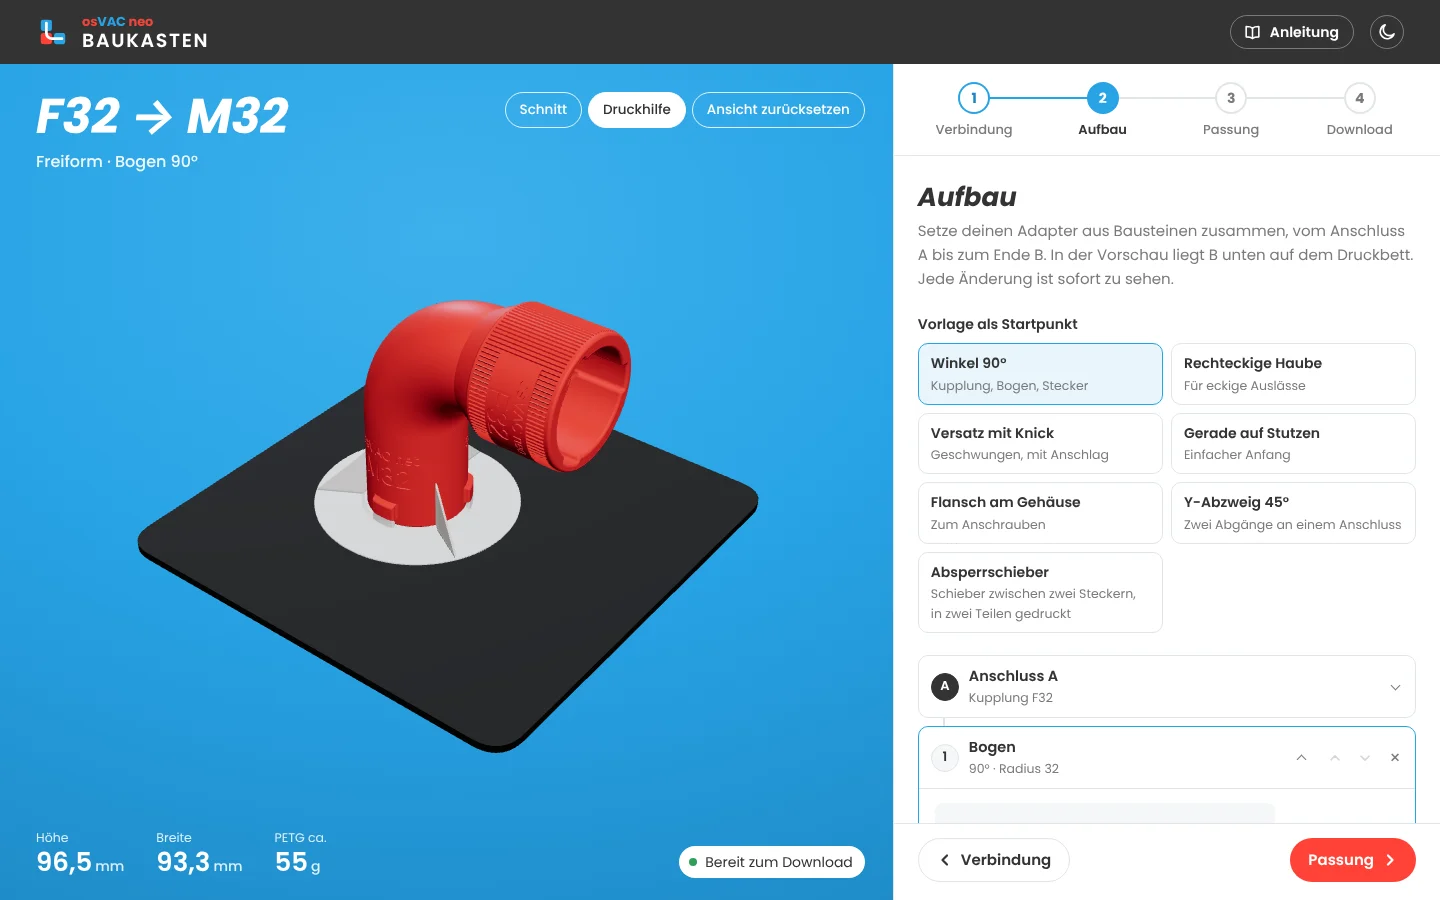 osVAC neo
BAUKASTEN
Anleitung
F32 → M32
Freiform · Bogen 90°
Schnitt
Druckhilfe
Ansicht zurücksetzen
1
2
3
4
Verbindung
Aufbau
Passung
Download
Aufbau
Setze deinen Adapter aus Bausteinen zusammen, vom Anschluss
A bis zum Ende B. In der Vorschau liegt B unten auf dem Druckbett.
Jede Änderung ist sofort zu sehen.
Vorlage als Startpunkt
Winkel 90°
Kupplung, Bogen, Stecker
Rechteckige Haube
Für eckige Auslässe
Versatz mit Knick
Geschwungen, mit Anschlag
Gerade auf Stutzen
Einfacher Anfang
Flansch am Gehäuse
Zum Anschrauben
Y-Abzweig 45°
Zwei Abgänge an einem Anschluss
Absperrschieber
Schieber zwischen zwei Steckern,
in zwei Teilen gedruckt
A
Anschluss A
Kupplung F32
1
Bogen
90° · Radius 32
Höhe
96,5 mm
Breite
93,3 mm
PETG ca.
55 g
Bereit zum Download
Verbindung
Passung